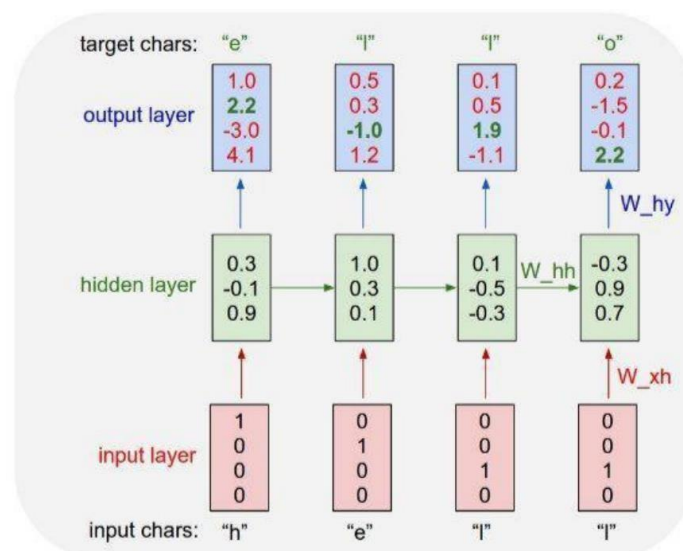 target chars: "e" "l" "l" "o"
output layer
1.0 0.5 0.1 0.2
2.2 0.3 0.5 -1.5
-3.0 -1.0 1.9 -0.1
4.1 1.2 -1.1 2.2
W_hy
hidden layer
0.3 1.0 0.1 -0.3
-0.1 0.3 -0.5 0.9
0.9 0.1 -0.3 0.7
W_hh
W_xh
input layer
1 0 0 0
0 1 0 0
0 0 1 1
0 0 0 0
input chars: "h" "e" "l" "l"